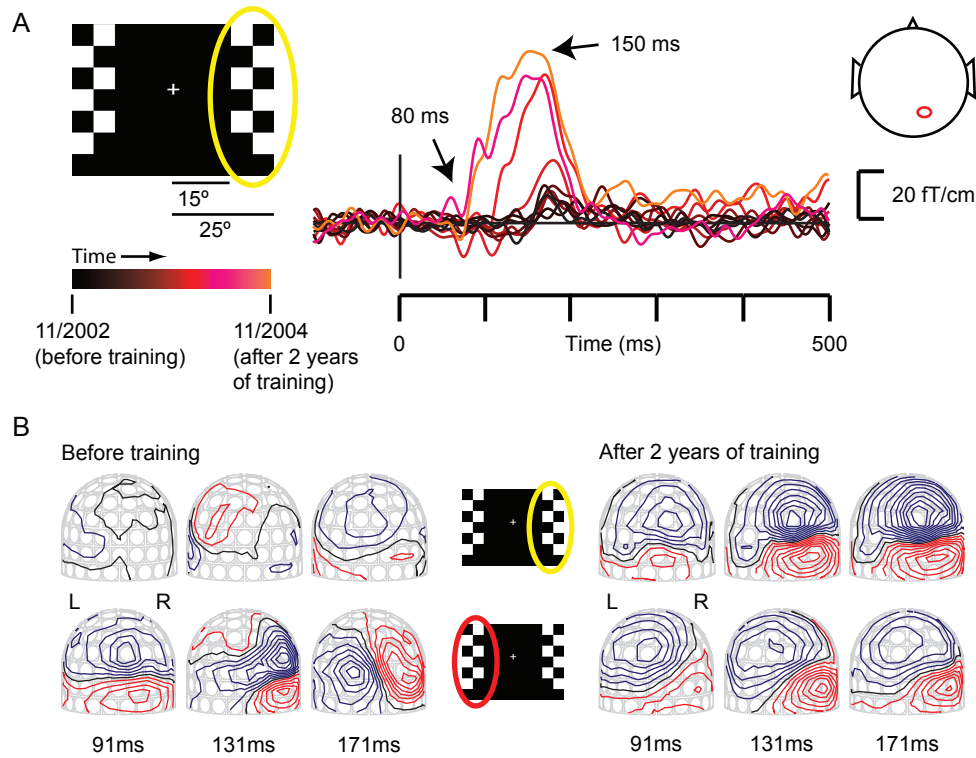 A
150 ms
80 ms
20 fT/cm
15º
25º
Time
11/2002
(before training)
11/2004
(after 2 years
of training)
0
Time (ms)
500
B
Before training
After 2 years of training
L R
L R
91ms
131ms
171ms
91ms
131ms
171ms